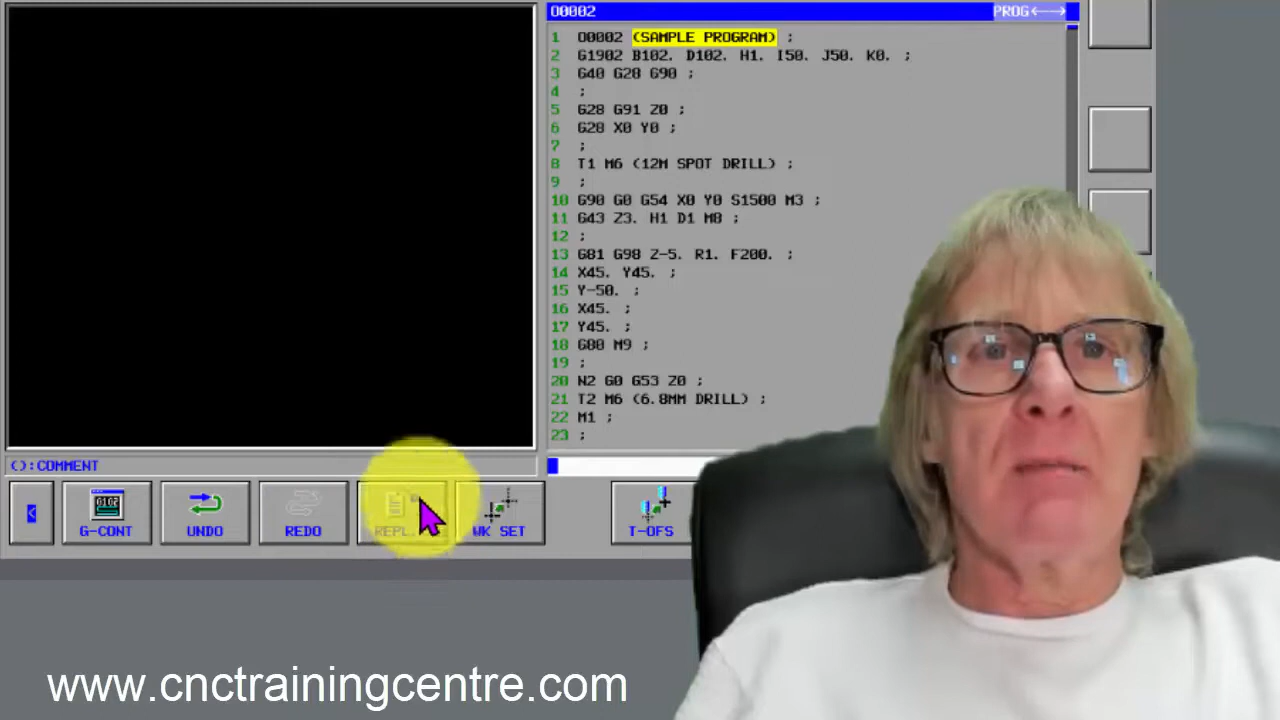 O0002
PROG←→
1 O0002 (SAMPLE PROGRAM) ;
2 G1902 B102. D102. H1. I50. J50. K0. ;
3 G40 G28 G90 ;
4 ;
5 G28 G91 Z0 ;
6 G28 X0 Y0 ;
7 ;
8 T1 M6 (12M SPOT DRILL) ;
9 ;
10 G90 G0 G54 X0 Y0 S1500 M3 ;
11 G43 Z3. H1 D1 M8 ;
12 ;
13 G81 G98 Z-5. R1. F200. ;
14 X45. Y45. ;
15 Y-50. ;
16 X45. ;
17 Y45. ;
18 G80 M9 ;
19 ;
20 N2 G0 G53 Z0 ;
21 T2 M6 (6.8MM DRILL) ;
22 M1 ;
23 ;
():COMMENT
<
G-CONT
UNDO
REDO
WK SET
T-OFS
www.cnctrainingcentre.com